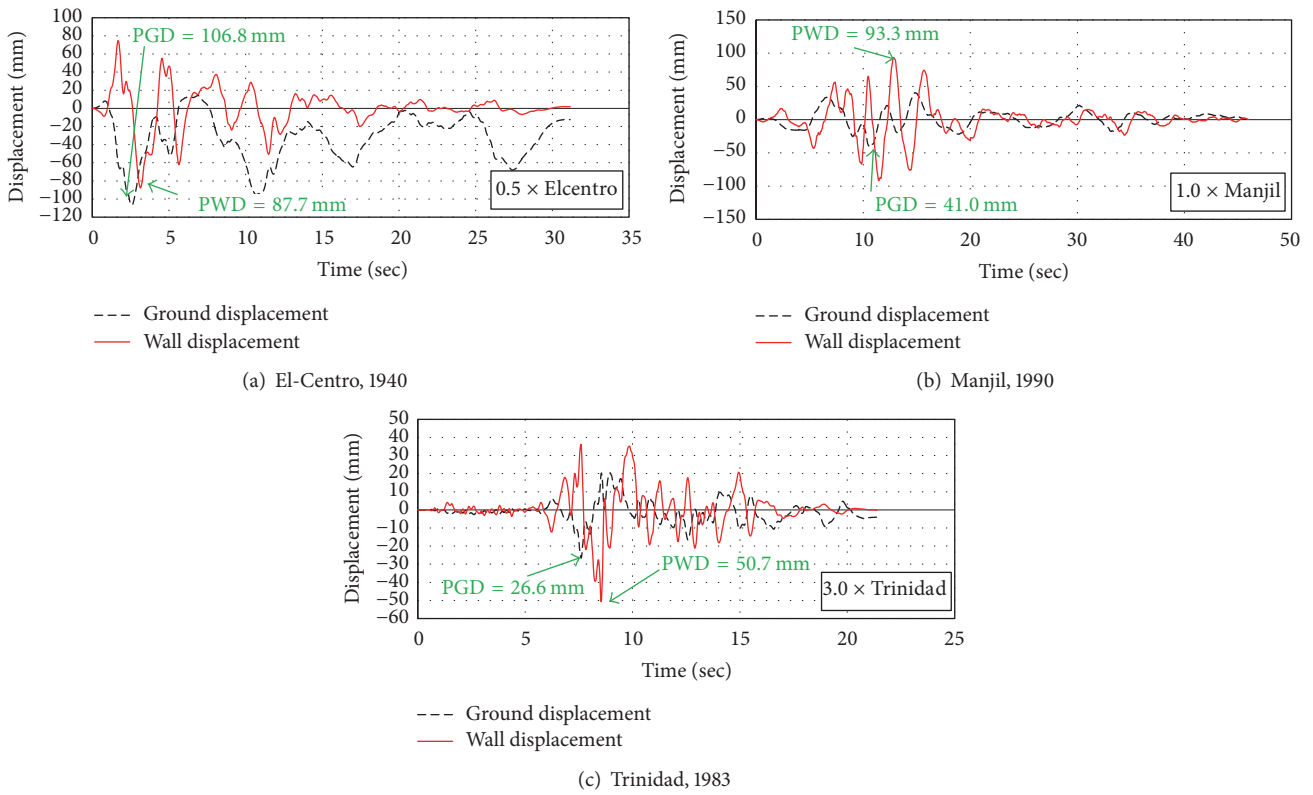 Displacement (mm)
100
80
60
40
20
0
−20
−40
−60
−80
−100
−120
PGD = 106.8 mm
PWD = 87.7 mm
0.5 × Elcentro
0 5 10 15 20 25 30 35
Time (sec)
Ground displacement
Wall displacement
(a) El-Centro, 1940
Displacement (mm)
150
100
50
0
−50
−100
−150
PWD = 93.3 mm
PGD = 41.0 mm
1.0 × Manjil
0 10 20 30 40 50
Time (sec)
Ground displacement
Wall displacement
(b) Manjil, 1990
Displacement (mm)
50
40
30
20
10
0
−10
−20
−30
−40
−50
−60
PGD = 26.6 mm
PWD = 50.7 mm
3.0 × Trinidad
0 5 10 15 20 25
Time (sec)
Ground displacement
Wall displacement
(c) Trinidad, 1983